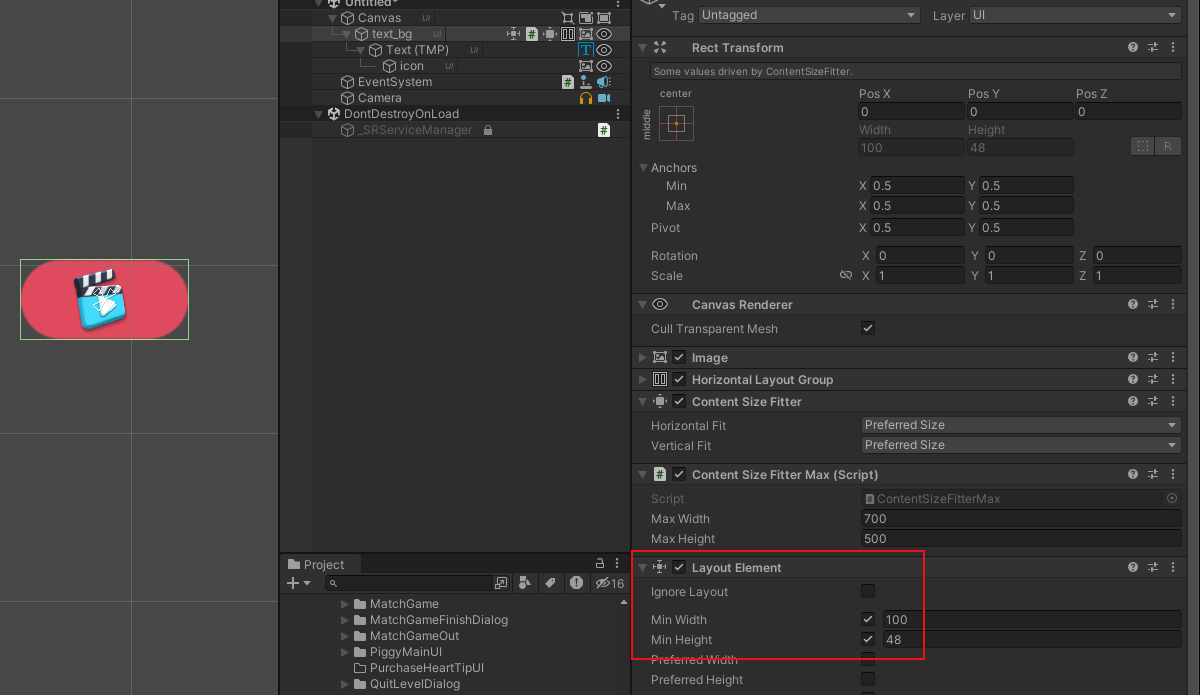 Untitled*
Canvas UI
text_bg UI
Text (TMP) UI
icon UI
EventSystem
Camera
DontDestroyOnLoad
_SRServiceManager
Project
16
MatchGame
MatchGameFinishDialog
MatchGameOut
PiggyMainUI
PurchaseHeartTipUI
QuitLevelDialog
Tag Untagged Layer UI
Rect Transform
Some values driven by ContentSizeFitter.
center Pos X Pos Y Pos Z
middle 0 0 0
Width Height
100 48 R
Anchors
Min X 0.5 Y 0.5
Max X 0.5 Y 0.5
Pivot X 0.5 Y 0.5
Rotation X 0 Y 0 Z 0
Scale X 1 Y 1 Z 1
Canvas Renderer
Cull Transparent Mesh
Image
Horizontal Layout Group
Content Size Fitter
Horizontal Fit Preferred Size
Vertical Fit Preferred Size
# Content Size Fitter Max (Script)
Script # ContentSizeFitterMax
Max Width 700
Max Height 500
Layout Element
Ignore Layout
Min Width 100
Min Height 48
Preferred Width
Preferred Height